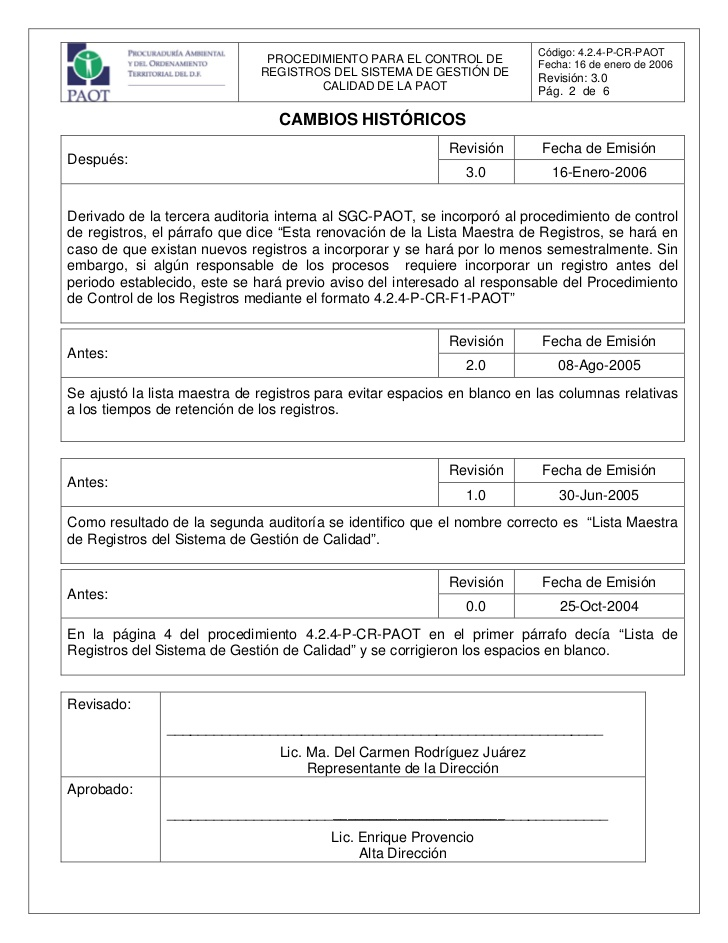 PROCURADURÍA AMBIENTAL
Y DEL ORDENAMIENTO
TERRITORIAL DEL D.F.
PAOT
PROCEDIMIENTO PARA EL CONTROL DE
REGISTROS DEL SISTEMA DE GESTIÓN DE
CALIDAD DE LA PAOT
Código: 4.2.4-P-CR-PAOT
Fecha: 16 de enero de 2006
Revisión: 3.0
Pág. 2 de 6
CAMBIOS HISTÓRICOS
Después:
Revisión
Fecha de Emisión
3.0
16-Enero-2006
Derivado de la tercera auditoria interna al SGC-PAOT, se incorporó al procedimiento de control
de registros, el párrafo que dice “Esta renovación de la Lista Maestra de Registros, se hará en
caso de que existan nuevos registros a incorporar y se hará por lo menos semestralmente. Sin
embargo, si algún responsable de los procesos requiere incorporar un registro antes del
periodo establecido, este se hará previo aviso del interesado al responsable del Procedimiento
de Control de los Registros mediante el formato 4.2.4-P-CR-F1-PAOT”
Antes:
Revisión
Fecha de Emisión
2.0
08-Ago-2005
Se ajustó la lista maestra de registros para evitar espacios en blanco en las columnas relativas
a los tiempos de retención de los registros.
Antes:
Revisión
Fecha de Emisión
1.0
30-Jun-2005
Como resultado de la segunda auditoría se identifico que el nombre correcto es “Lista Maestra
de Registros del Sistema de Gestión de Calidad”.
Antes:
Revisión
Fecha de Emisión
0.0
25-Oct-2004
En la página 4 del procedimiento 4.2.4-P-CR-PAOT en el primer párrafo decía “Lista de
Registros del Sistema de Gestión de Calidad” y se corrigieron los espacios en blanco.
Revisado:
Lic. Ma. Del Carmen Rodríguez Juárez
Representante de la Dirección
Aprobado:
Lic. Enrique Provencio
Alta Dirección